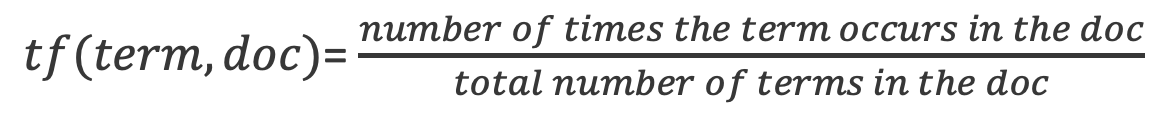 tf(term,doc)= number of times the term occurs in the doc
total number of terms in the doc